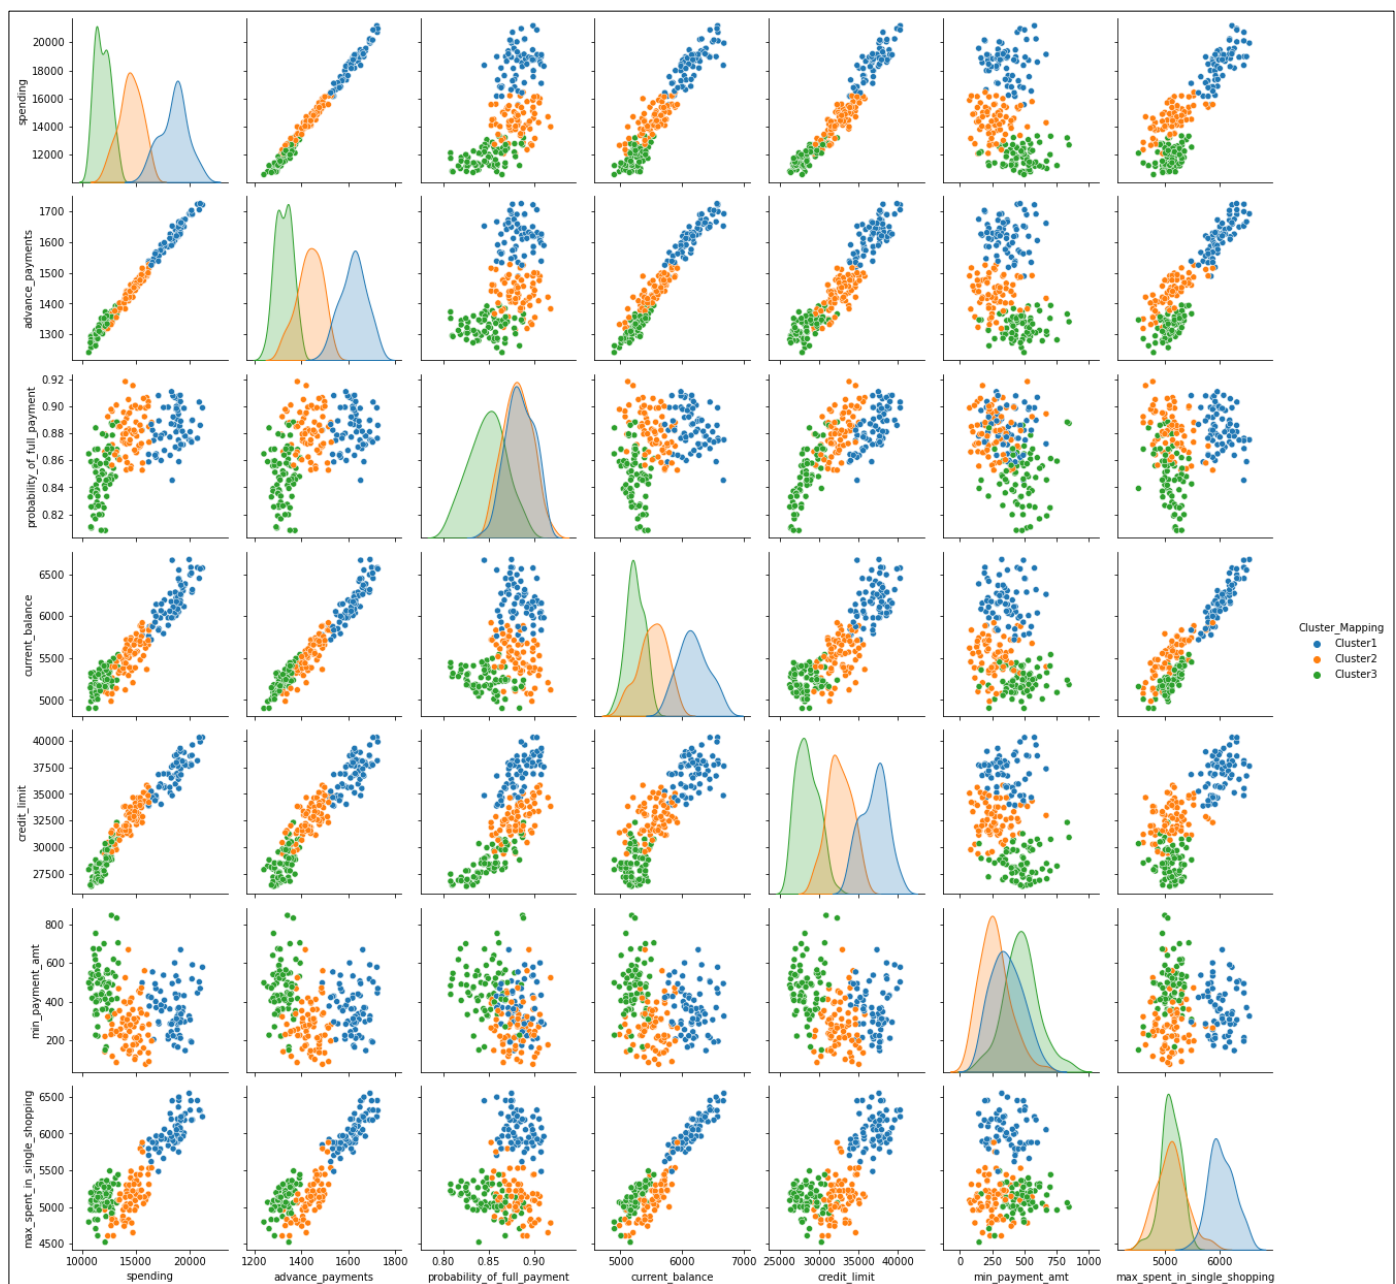 20000
18000
16000
14000
12000
spending
1700
1600
1500
1400
1300
advance_payments
0.92
0.90
0.88
0.86
0.84
0.82
probability_of_full_payment
6500
6000
5500
5000
current_balance
Cluster_Mapping
Cluster1
Cluster2
Cluster3
40000
37500
35000
32500
30000
27500
credit_limit
800
600
400
200
min_payment_amt
6500
6000
5500
5000
4500
max_spent_in_single_shopping
10000 15000 20000
1200 1400 1600 1800
0.80 0.85 0.90
5000 6000 7000
25000 30000 35000 40000
0 250 500 750 1000
5000 6000
spending
advance_payments
probability_of_full_payment
current_balance
credit_limit
min_payment_amt
max_spent_in_single_shopping